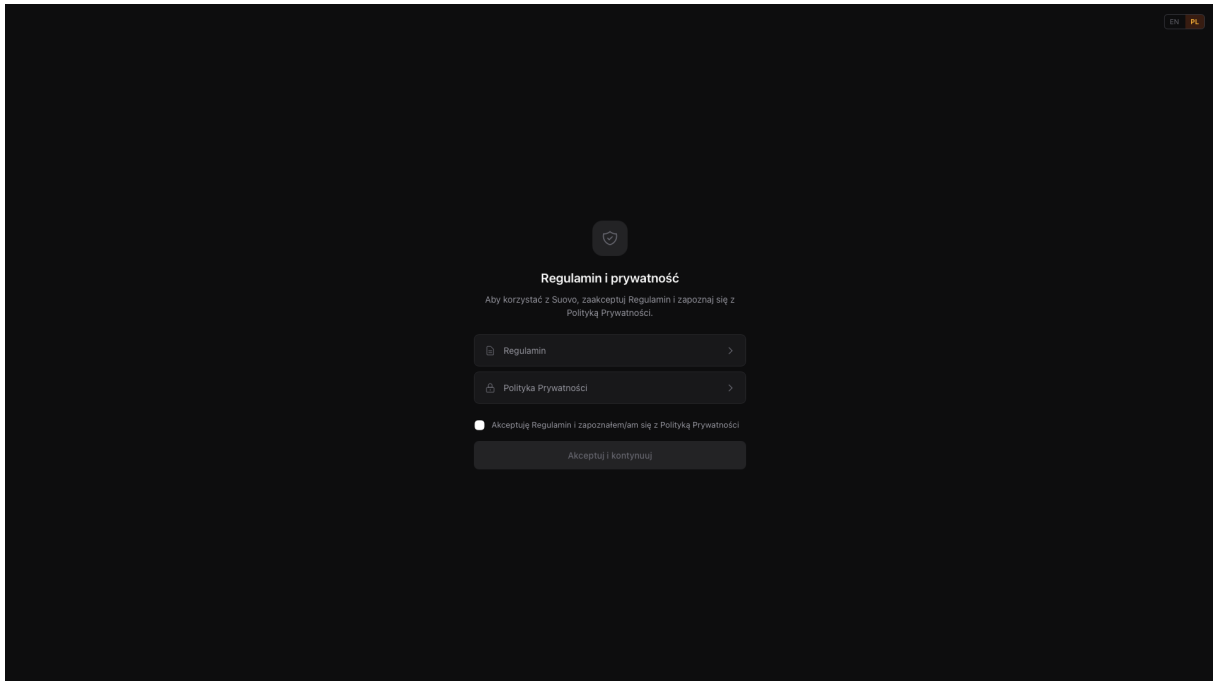 EN PL
Regulamin i prywatność
Aby korzystać z Suovo, zaakceptuj Regulamin i zapoznaj się z
Polityką Prywatności.
Regulamin
Polityka Prywatności
Akceptuję Regulamin i zapoznałem/am się z Polityką Prywatności
Akceptuj i kontynuuj